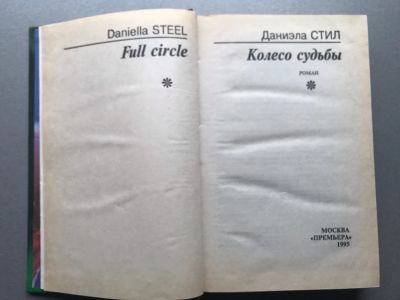 Daniella STEEL
Full circle
Даниэла СТИЛ
Колесо судьбы
РОМАН
МОСКВА
«ПРЕМЬЕРА»
1995